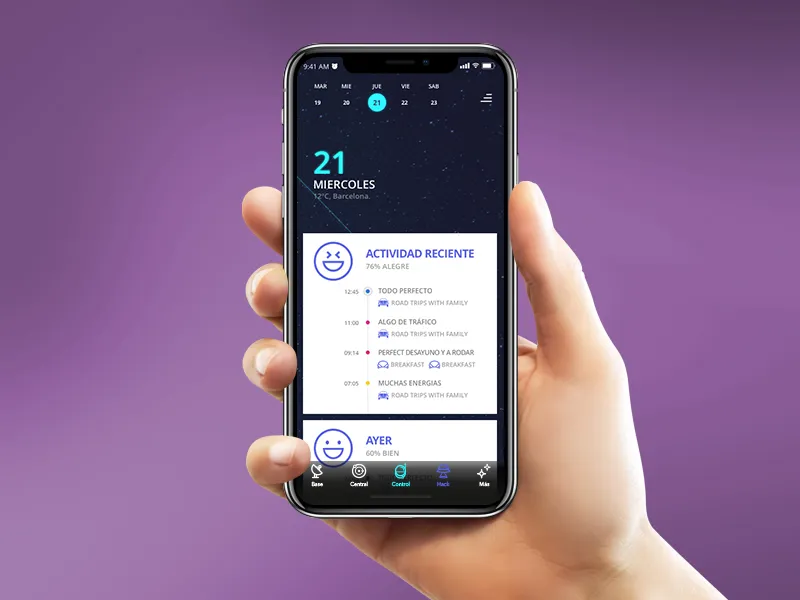 9:41 AM
MAR MIE JUE VIE SAB
19 20 21 22 23
21
MIERCOLES
12°C, Barcelona.
ACTIVIDAD RECIENTE
76% ALEGRE
12:45 TODO PERFECTO
ROAD TRIPS WITH FAMILY
11:00 ALGO DE TRÁFICO
ROAD TRIPS WITH FAMILY
09:14 PERFECT DESAYUNO Y A RODAR
BREAKFAST BREAKFAST
07:05 MUCHAS ENERGIAS
ROAD TRIPS WITH FAMILY
AYER
60% BIEN
Base Central Control Hack Más